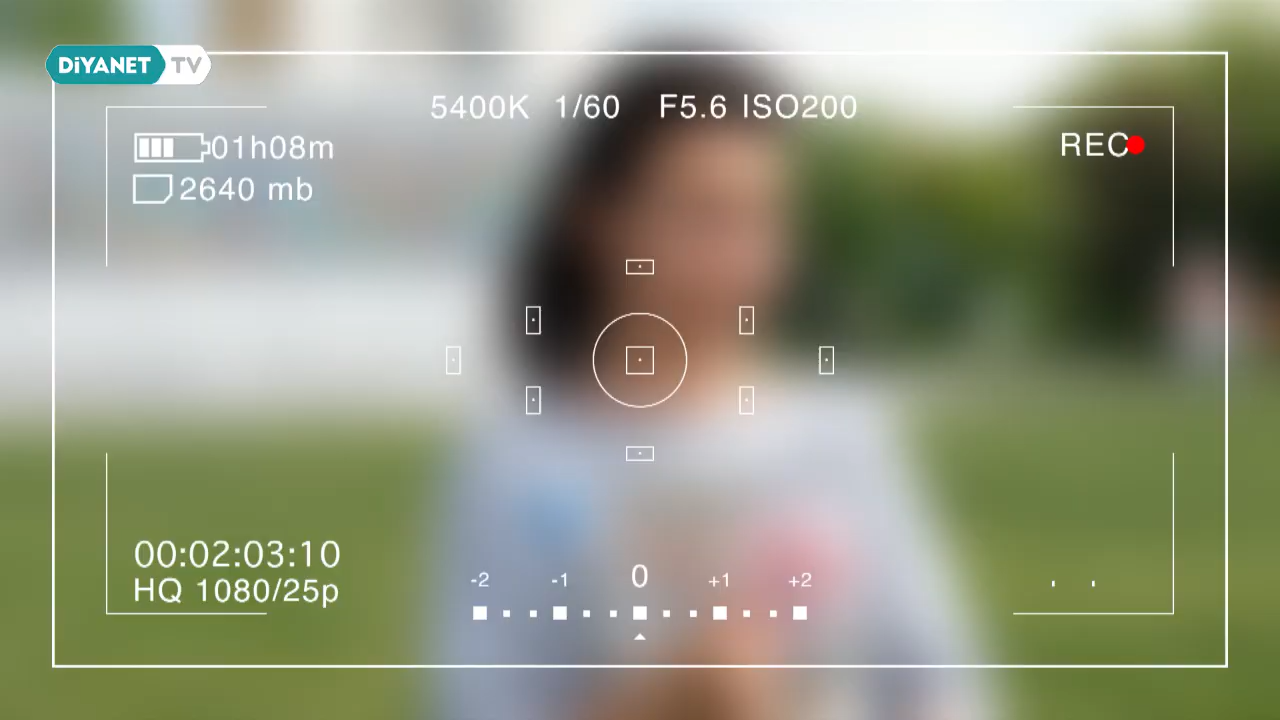 DİYANET TV
5400K 1/60 F5.6 ISO200
01h08m
REC
2640 mb
00:02:03:10
HQ 1080/25p
-2 -1 0 +1 +2